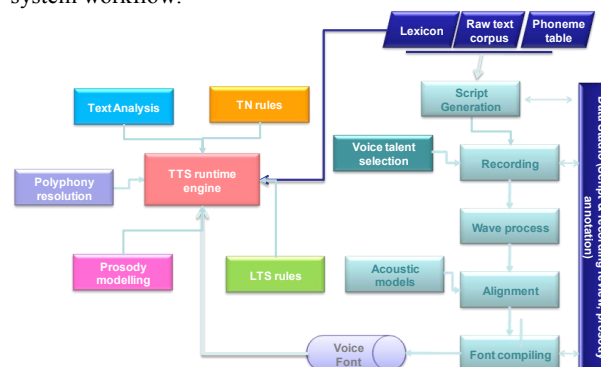 system workflow.
Lexicon
Raw text
corpus
Phoneme
table
Text Analysis
TN rules
Script
Generation
Voice talent
selection
Recording
Polyphony
resolution
TTS runtime
engine
Wave process
Prosody
modelling
LTS rules
Acoustic
models
Alignment
Voice
Font
Font compiling
annotation)